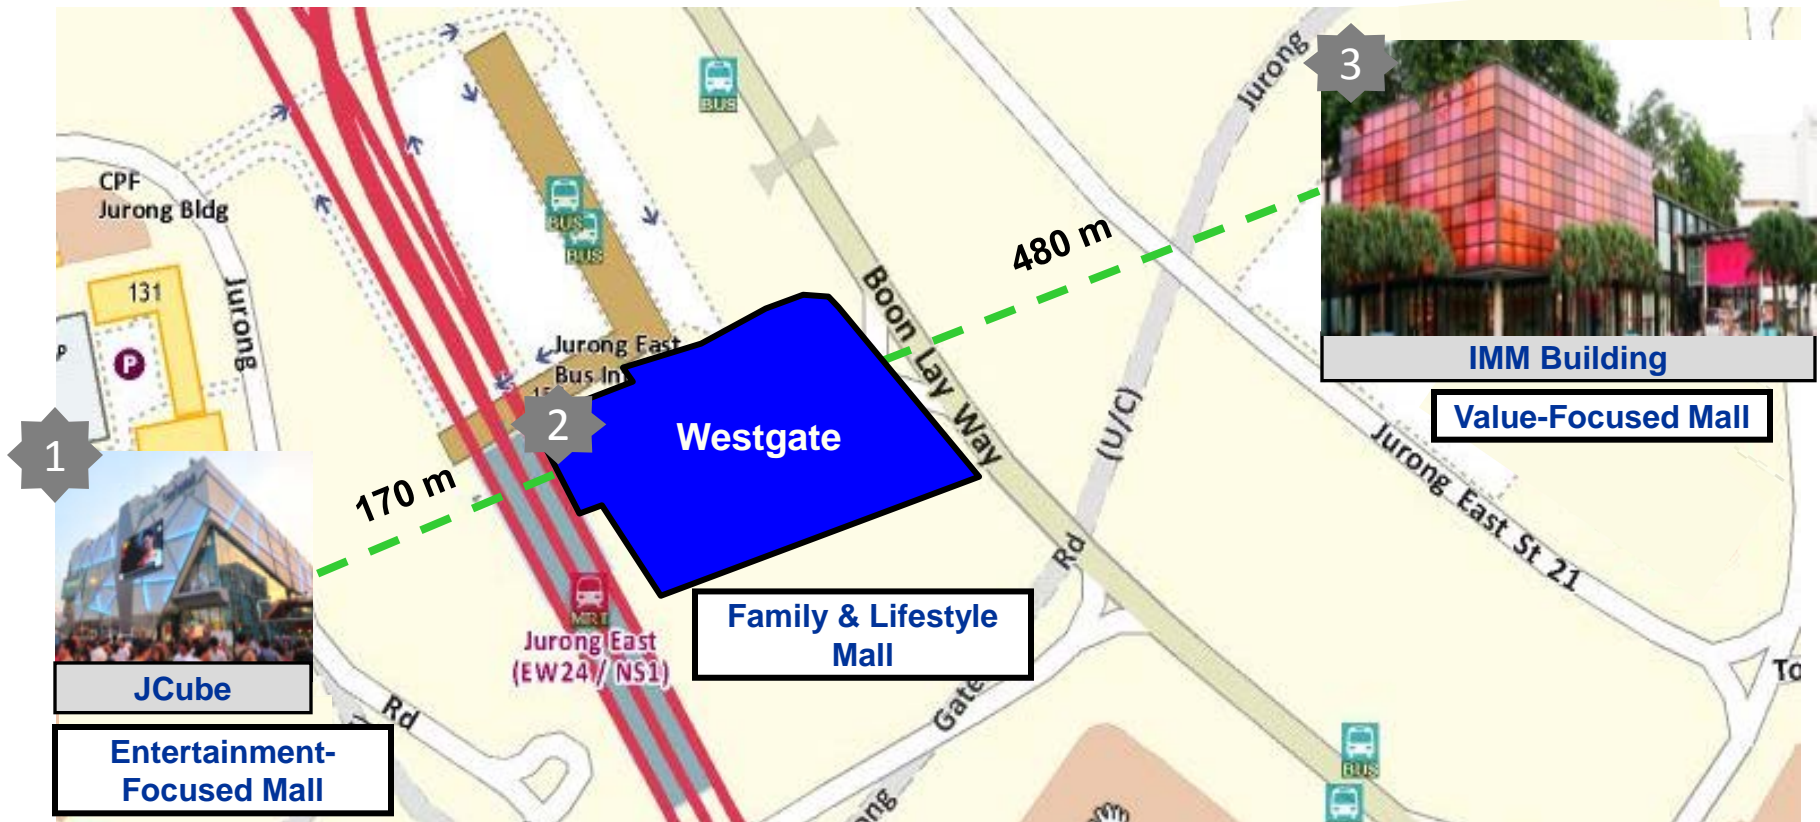 3
BUS
Jurong
CPF
Jurong Bldg
BUS
BUS
480 m
131
Jurong
Boon Lay Way
P
Jurong East
Bus In
IMM Building
Value-Focused Mall
2
Westgate
(U/C)
1
170 m
Jurong East St 21
Rd
MRT
Jurong East
(EW24 / NS1)
Family & Lifestyle
Mall
JCube
Rd
Gate
To
Entertainment-
Focused Mall
BUS
ong